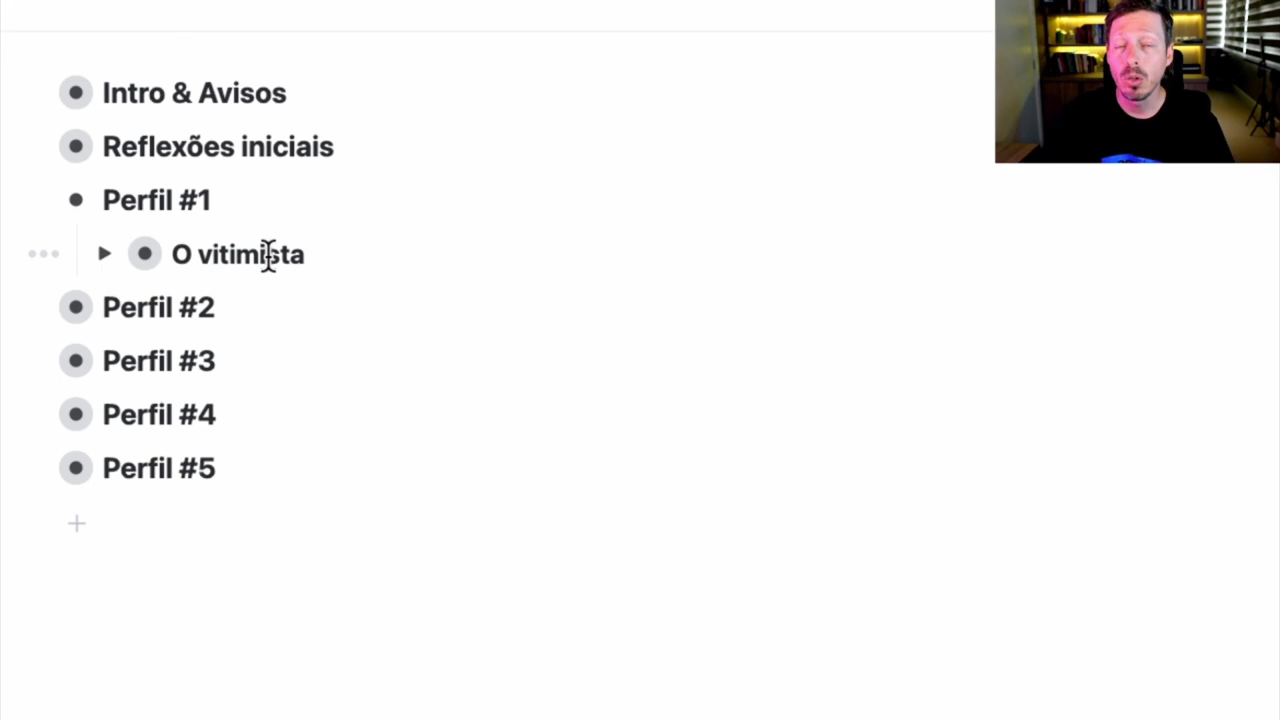 Intro & Avisos
Reflexões iniciais
Perfil #1
O vitimista
Perfil #2
Perfil #3
Perfil #4
Perfil #5